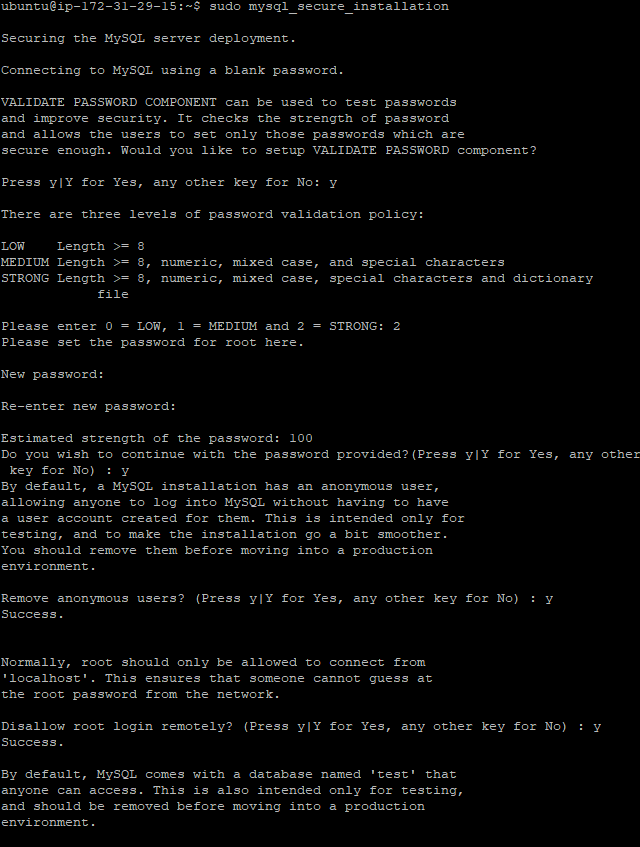 ubuntu@ip-172-31-29-15:~$ sudo mysql_secure_installation
Securing the MySQL server deployment.
Connecting to MySQL using a blank password.
VALIDATE PASSWORD COMPONENT can be used to test passwords
and improve security. It checks the strength of password
and allows the users to set only those passwords which are
secure enough. Would you like to setup VALIDATE PASSWORD component?
Press y|Y for Yes, any other key for No: y
There are three levels of password validation policy:
LOW    Length >= 8
MEDIUM Length >= 8, numeric, mixed case, and special characters
STRONG Length >= 8, numeric, mixed case, special characters and dictionary
            file
Please enter 0 = LOW, 1 = MEDIUM and 2 = STRONG: 2
Please set the password for root here.
New password:
Re-enter new password:
Estimated strength of the password: 100
Do you wish to continue with the password provided?(Press y|Y for Yes, any other
 key for No) : y
By default, a MySQL installation has an anonymous user,
allowing anyone to log into MySQL without having to have
a user account created for them. This is intended only for
testing, and to make the installation go a bit smoother.
You should remove them before moving into a production
environment.
Remove anonymous users? (Press y|Y for Yes, any other key for No) : y
Success.
Normally, root should only be allowed to connect from
'localhost'. This ensures that someone cannot guess at
the root password from the network.
Disallow root login remotely? (Press y|Y for Yes, any other key for No) : y
Success.
By default, MySQL comes with a database named 'test' that
anyone can access. This is also intended only for testing,
and should be removed before moving into a production
environment.